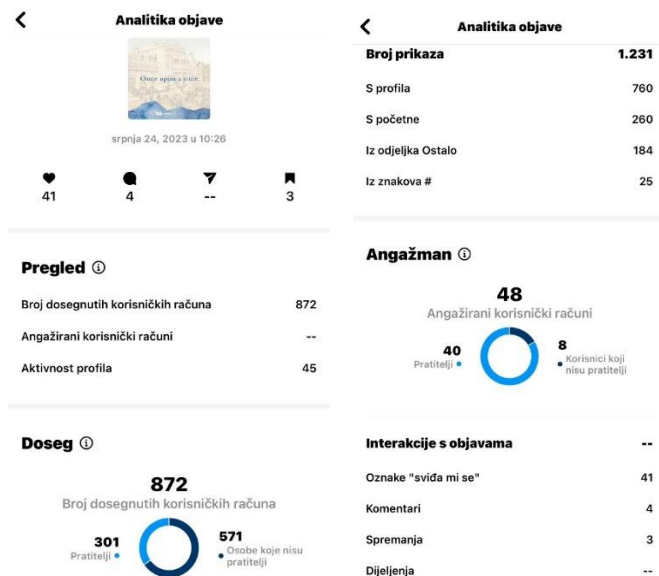 Analitika objave
Once upon a time
srpnja 24, 2023 u 10:26
41
4
--
3
Pregled
Broj dosegnutih korisničkih računa 872
Angažirani korisnički računi --
Aktivnost profila 45
Doseg
872
Broj dosegnutih korisničkih računa
301
Pratitelji
571
Osobe koje nisu
pratitelji
Analitika objave
Broj prikaza 1.231
S profila 760
S početne 260
Iz odjeljka Ostalo 184
Iz znakova # 25
Angažman
48
Angažirani korisnički računi
40
Pratitelji
8
Korisnici koji
nisu pratitelji
Interakcije s objavama --
Oznake "sviđa mi se" 41
Komentari 4
Spremanja 3
Dijeljenja --